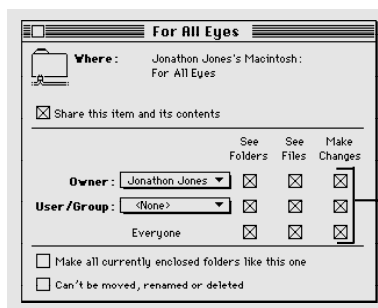 For All Eyes
Where: Jonathon Jones's Macintosh:
For All Eyes
Share this item and its contents
See See Make
Folders Files Changes
Owner: Jonathon Jones
User/Group: <None>
Everyone
Make all currently enclosed folders like this one
Can't be moved, renamed or deleted